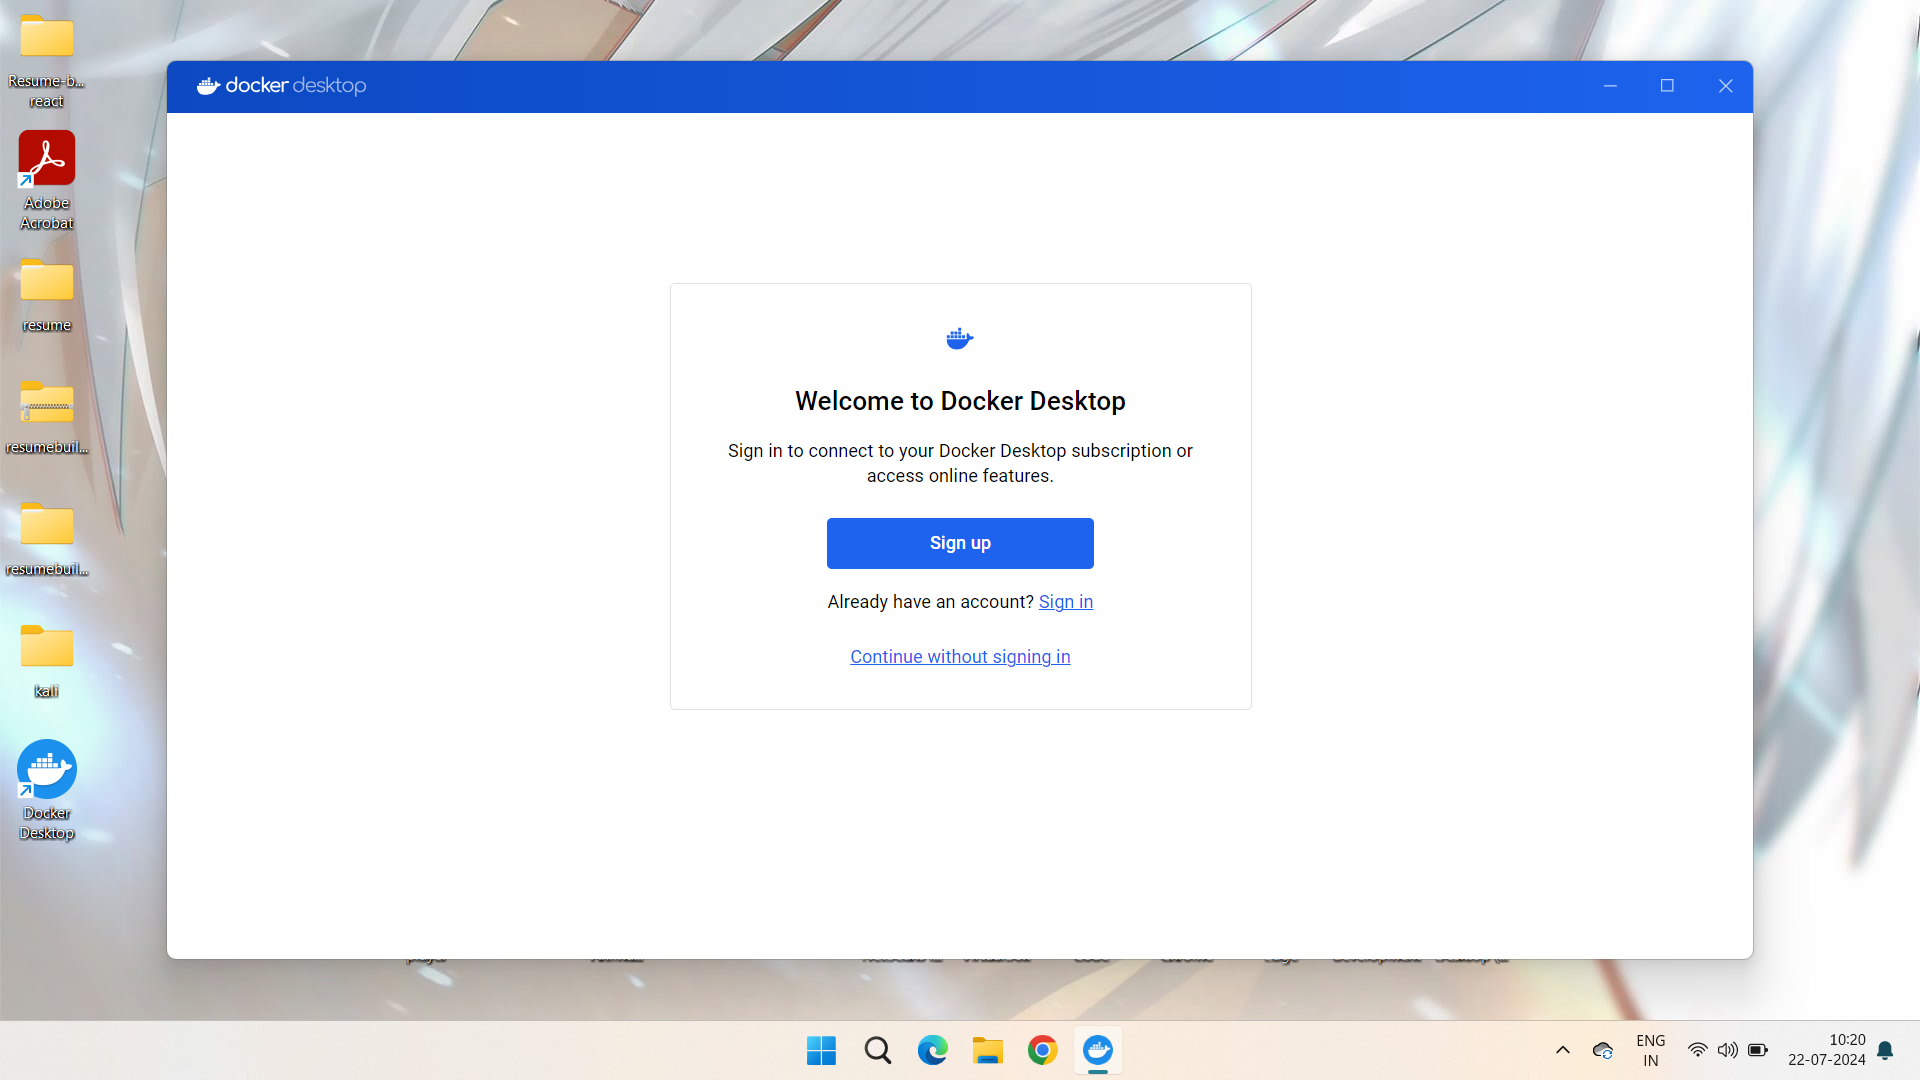 Resume-b...
react
Adobe
Acrobat
resume
resumebuil...
resumebuil...
kali
Docker
Desktop
docker desktop
Welcome to Docker Desktop
Sign in to connect to your Docker Desktop subscription or
access online features.
Sign up
Already have an account? Sign in
Continue without signing in
ENG
IN
10:20
22-07-2024